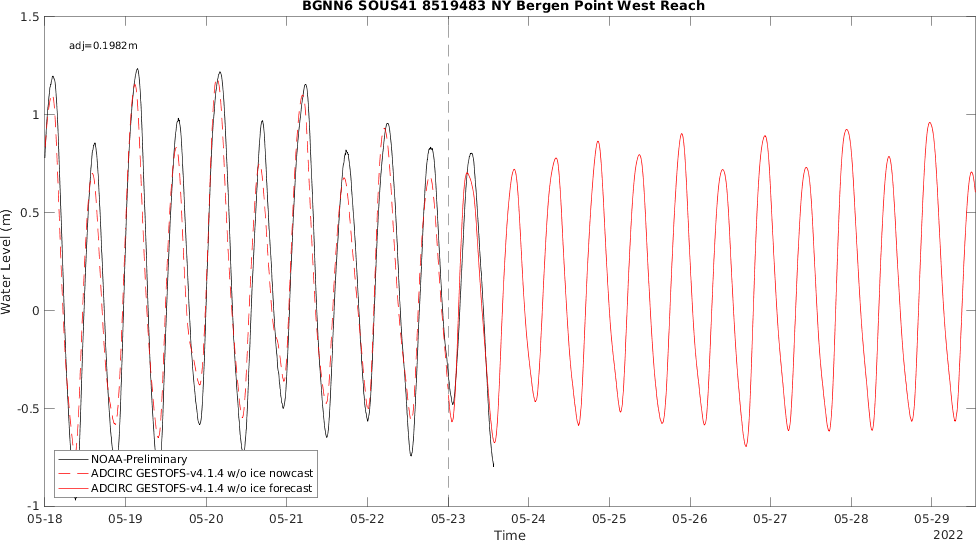 BGNN6 SOUS41 8519483 NY Bergen Point West Reach
adj=0.1982m
1.5
1
0.5
0
-0.5
-1
Water Level (m)
NOAA-Preliminary
ADCIRC GESTOFS-v4.1.4 w/o ice nowcast
ADCIRC GESTOFS-v4.1.4 w/o ice forecast
05-18 05-19 05-20 05-21 05-22 05-23 05-24 05-25 05-26 05-27 05-28 05-29
Time
2022